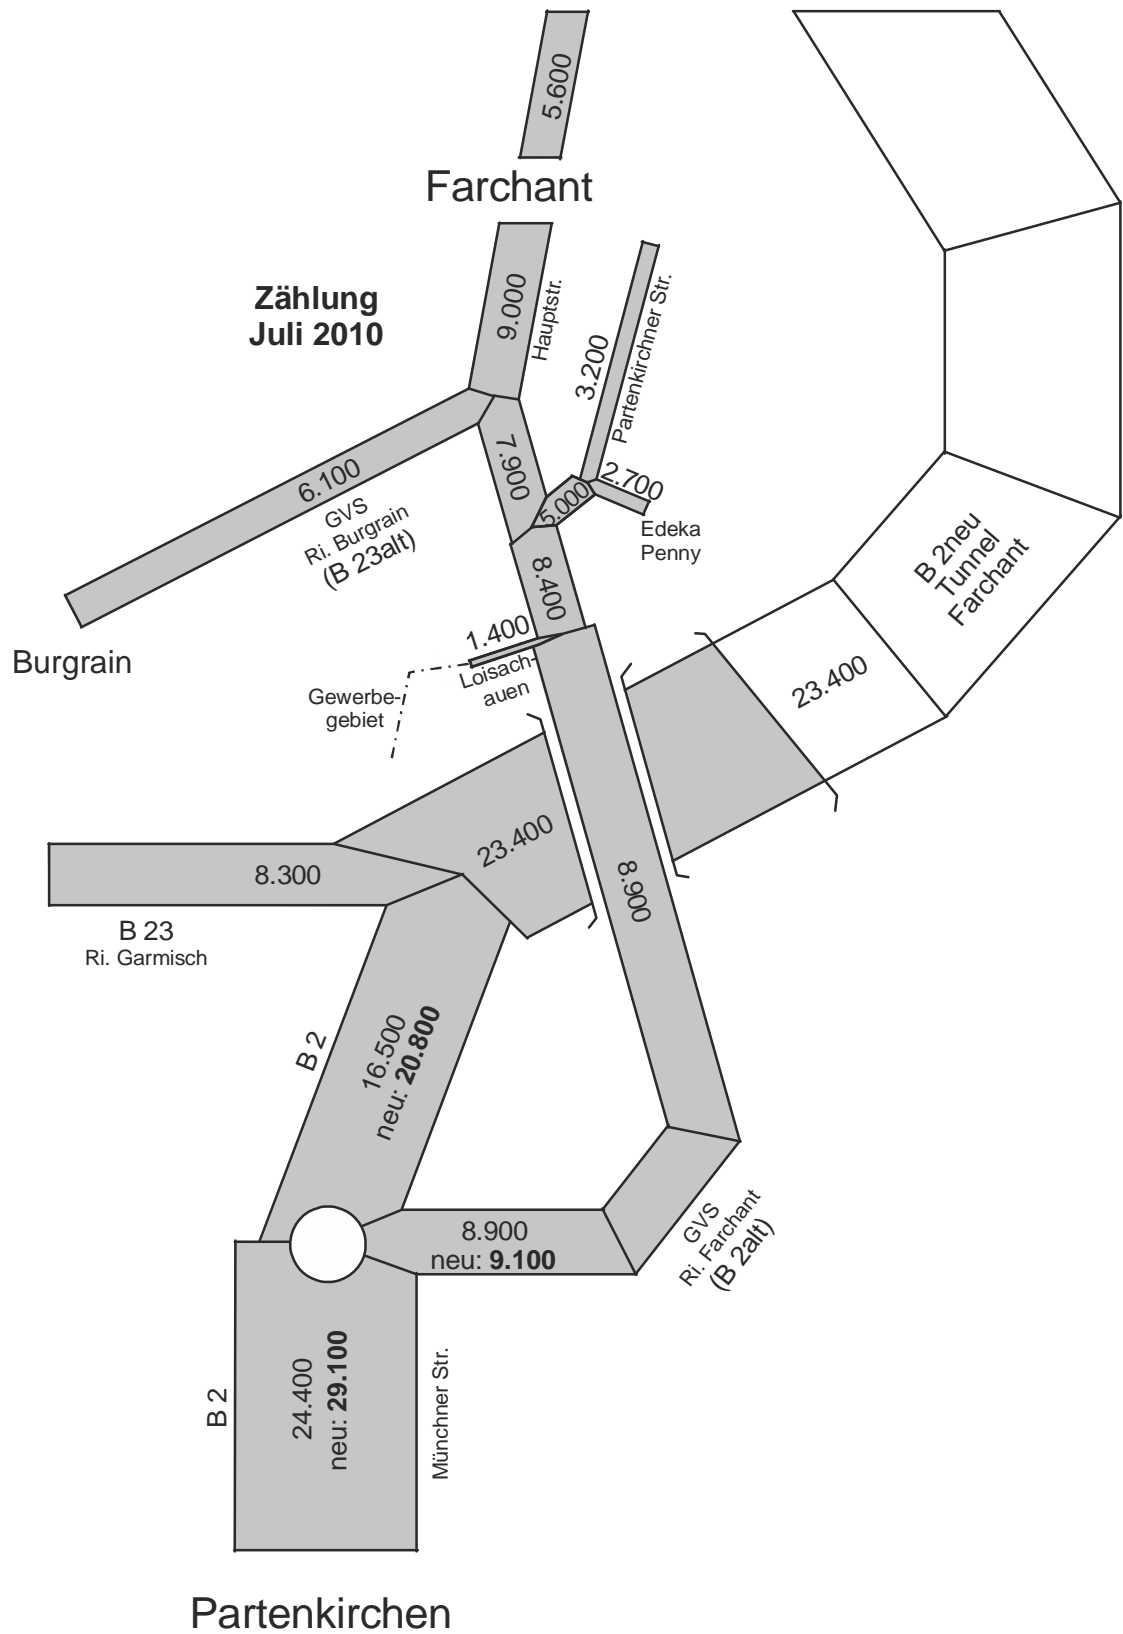 5.600
Farchant
Zählung
Juli 2010
9.000
Hauptstr.
3.200
Partenkirchner Str.
7.900
2.700
5.000
Edeka
Penny
6.100
GVS
Ri. Burgrain
(B 23alt)
8.400
B 2neu
Tunnel
Farchant
1.400
Loisach-
auen
Burgrain
Gewerbe-
gebiet
23.400
23.400
8.300
8.900
B 23
Ri. Garmisch
B 2
16.500
neu: 20.800
8.900
neu: 9.100
GVS
Ri. Farchant
(B 2alt)
B 2
24.400
neu: 29.100
Münchner Str.
Partenkirchen